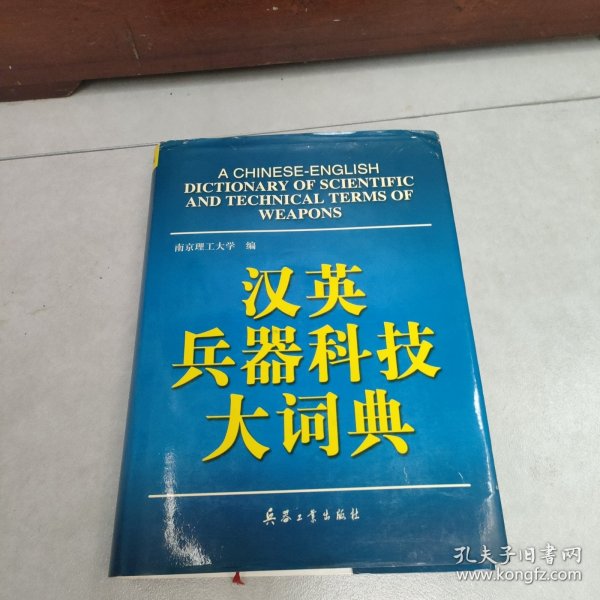 A CHINESE-ENGLISH
DICTIONARY OF SCIENTIFIC
AND TECHNICAL TERMS OF
WEAPONS
南京理工大学 编
汉英
兵器科技
大词典
兵器工业出版社
孔夫子旧书网
www.kongfz.com